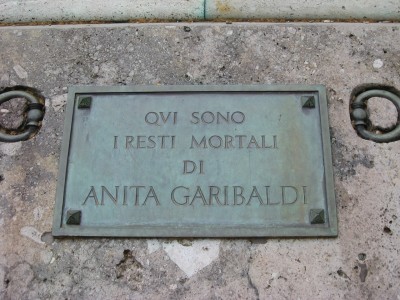 QVI SONO
I RESTI MORTALI
DI
ANITA GARIBALDI